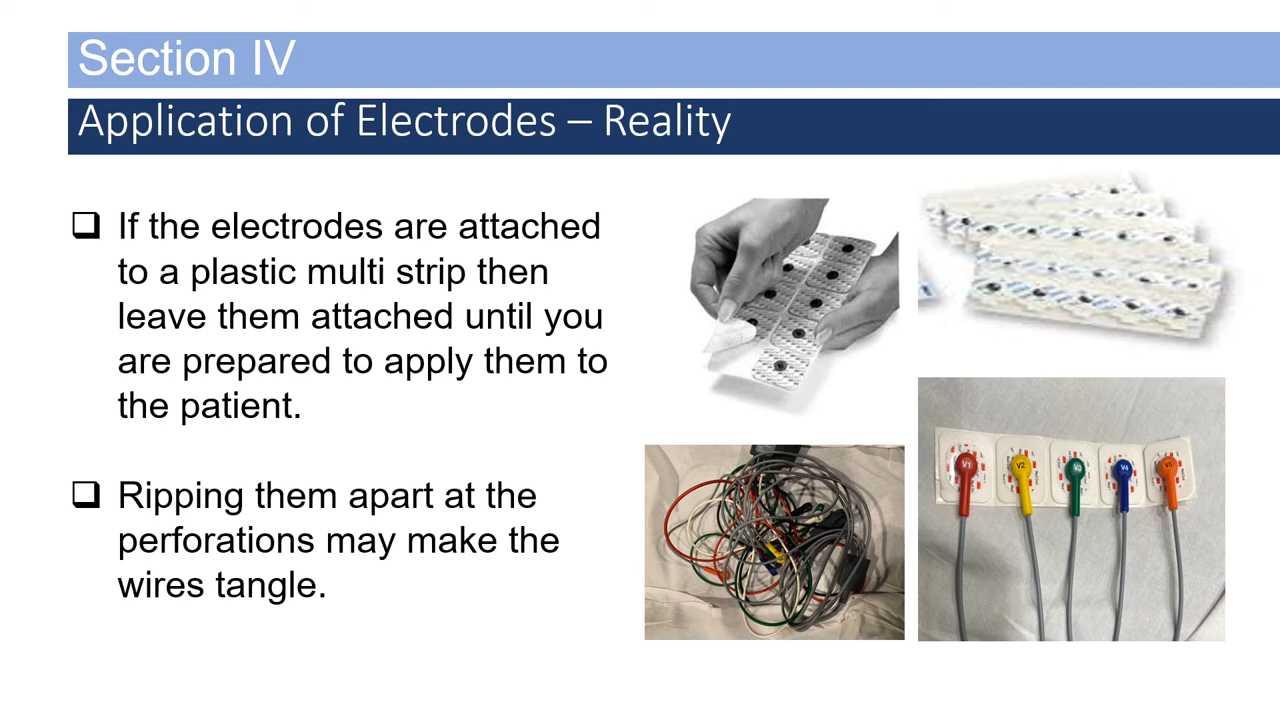 Section IV
Application of Electrodes – Reality
If the electrodes are attached
to a plastic multi strip then
leave them attached until you
are prepared to apply them to
the patient.
Ripping them apart at the
perforations may make the
wires tangle.
V1
V2
V3
V4
V5